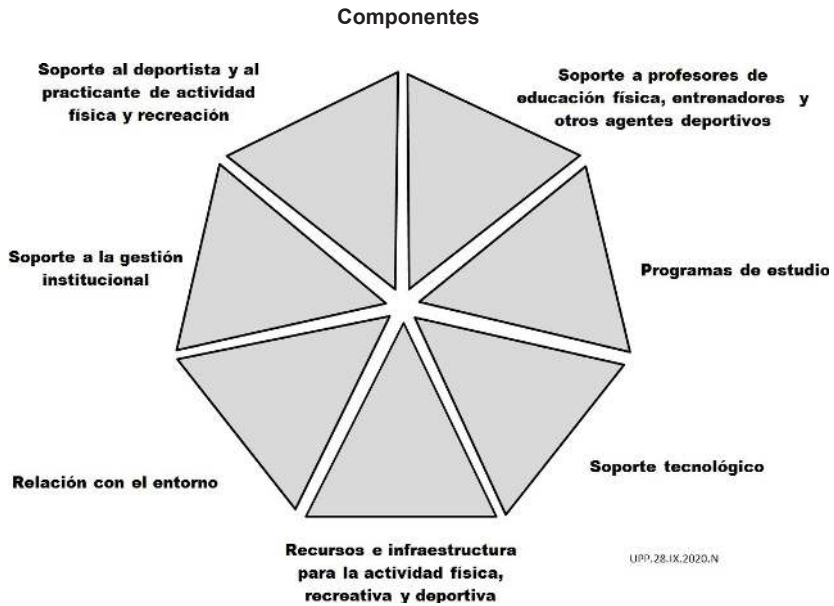 Componentes
Soporte al deportista y al
practicante de actividad
física y recreación
Soporte a profesores de
educación física, entrenadores y
otros agentes deportivos
Soporte a la gestión
institucional
Programas de estudio
Relación con el entorno
Soporte tecnológico
Recursos e infraestructura
para la actividad física,
recreativa y deportiva
UPP.28.IX.2020.N